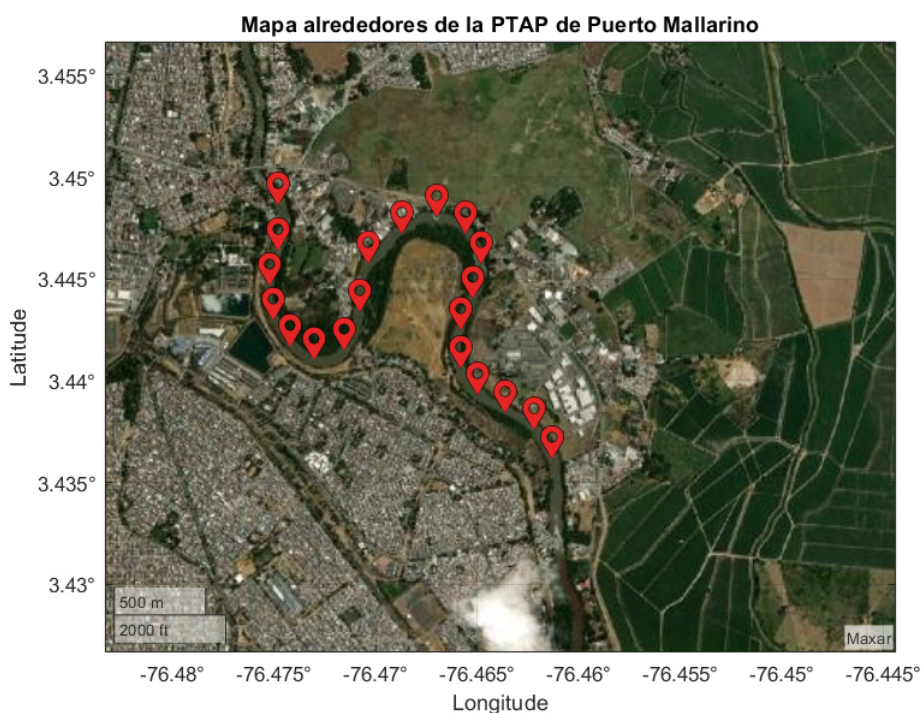 Mapa alrededores de la PTAP de Puerto Mallarino
3.455°
3.45°
3.445°
3.44°
3.435°
3.43°
Latitude
500 m
2000 ft
Maxar
-76.48°
-76.475°
-76.47°
-76.465°
-76.46°
-76.455°
-76.45°
-76.445°
Longitude